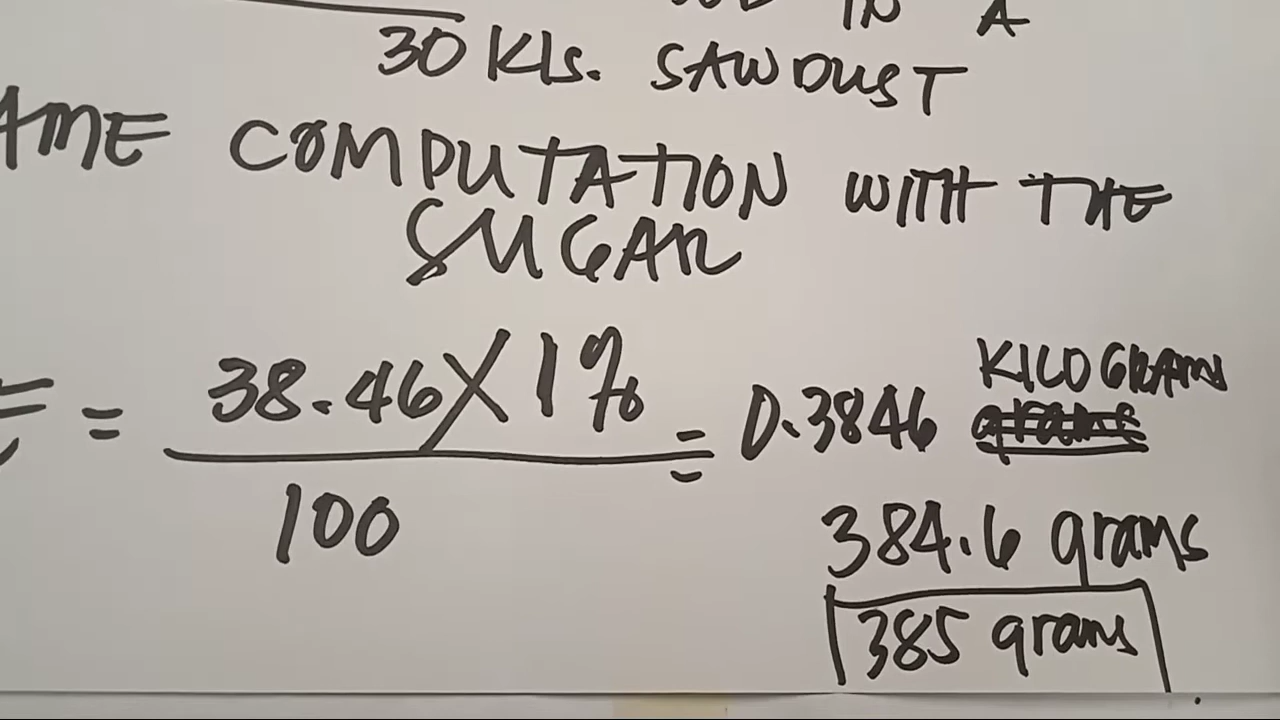 IN A
30 Kls. SAWDUST
AME COMPUTATION WITH THE
SUGAR
= 38.46 X 1% = 0.3846 KILOGRAMS
100
384.6 grams
385 grams